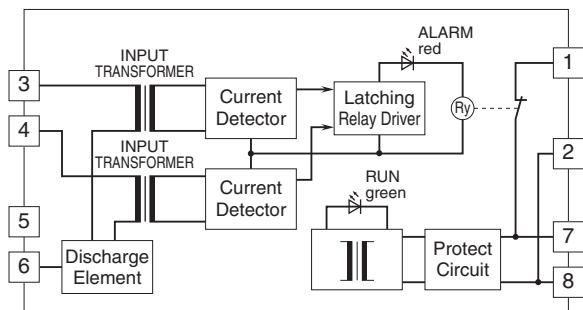 INPUT
TRANSFORMER
ALARM
red
3
Current
Detector
Latching
Relay Driver
Ry
1
4
INPUT
TRANSFORMER
Current
Detector
2
RUN
green
5
6
Discharge
Element
Protect
Circuit
7
8